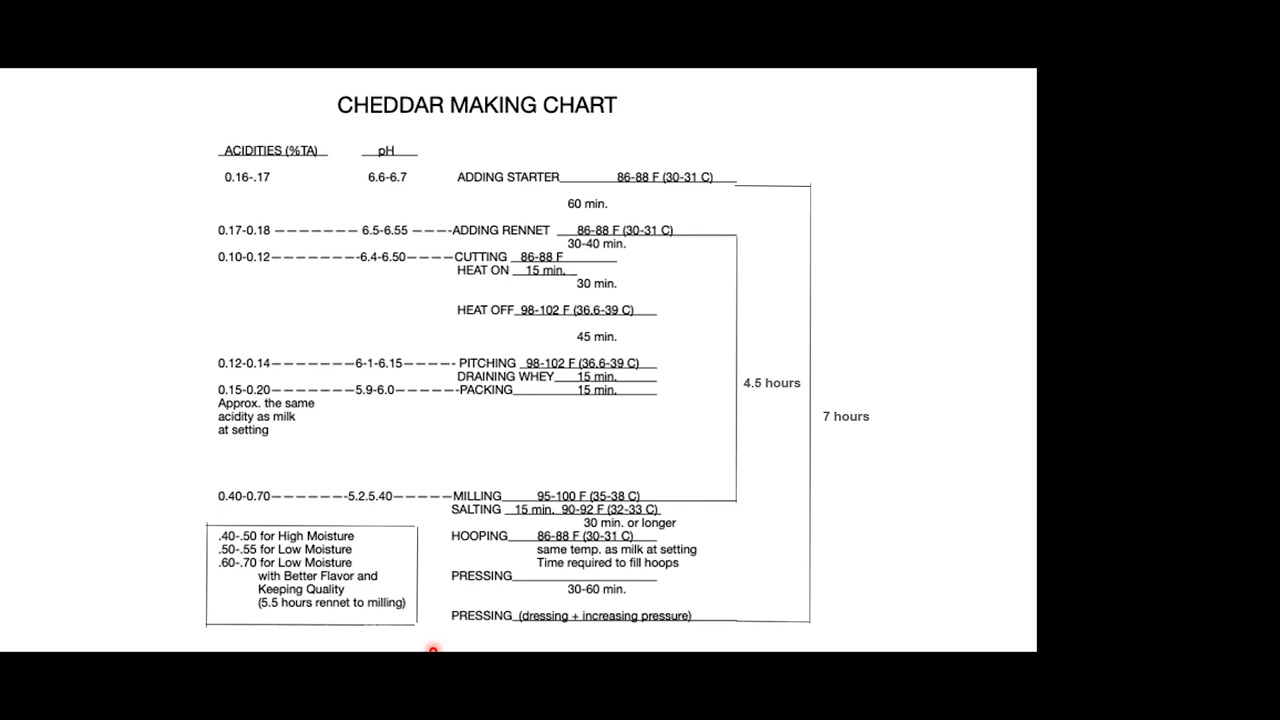 CHEDDAR MAKING CHART
ACIDITIES (%TA) pH
0.16-.17 6.6-6.7 ADDING STARTER 86-88 F (30-31 C)
60 min.
0.17-0.18 6.5-6.55 ADDING RENNET 86-88 F (30-31 C)
30-40 min.
0.10-0.12 6.4-6.50 CUTTING 86-88 F
HEAT ON 15 min.
30 min.
HEAT OFF 98-102 F (36.6-39 C)
45 min.
0.12-0.14 6-1-6.15 PITCHING 98-102 F (36.6-39 C)
DRAINING WHEY 15 min.
4.5 hours
0.15-0.20 5.9-6.0 PACKING 15 min.
Approx. the same
acidity as milk
at setting
7 hours
0.40-0.70 5.2.5.40 MILLING 95-100 F (35-38 C)
SALTING 15 min. 90-92 F (32-33 C)
30 min. or longer
HOOPING 86-88 F (30-31 C)
same temp. as milk at setting
Time required to fill hoops
PRESSING
30-60 min.
PRESSING (dressing + increasing pressure)
.40-.50 for High Moisture
.50-.55 for Low Moisture
.60-.70 for Low Moisture
with Better Flavor and
Keeping Quality
(5.5 hours rennet to milling)